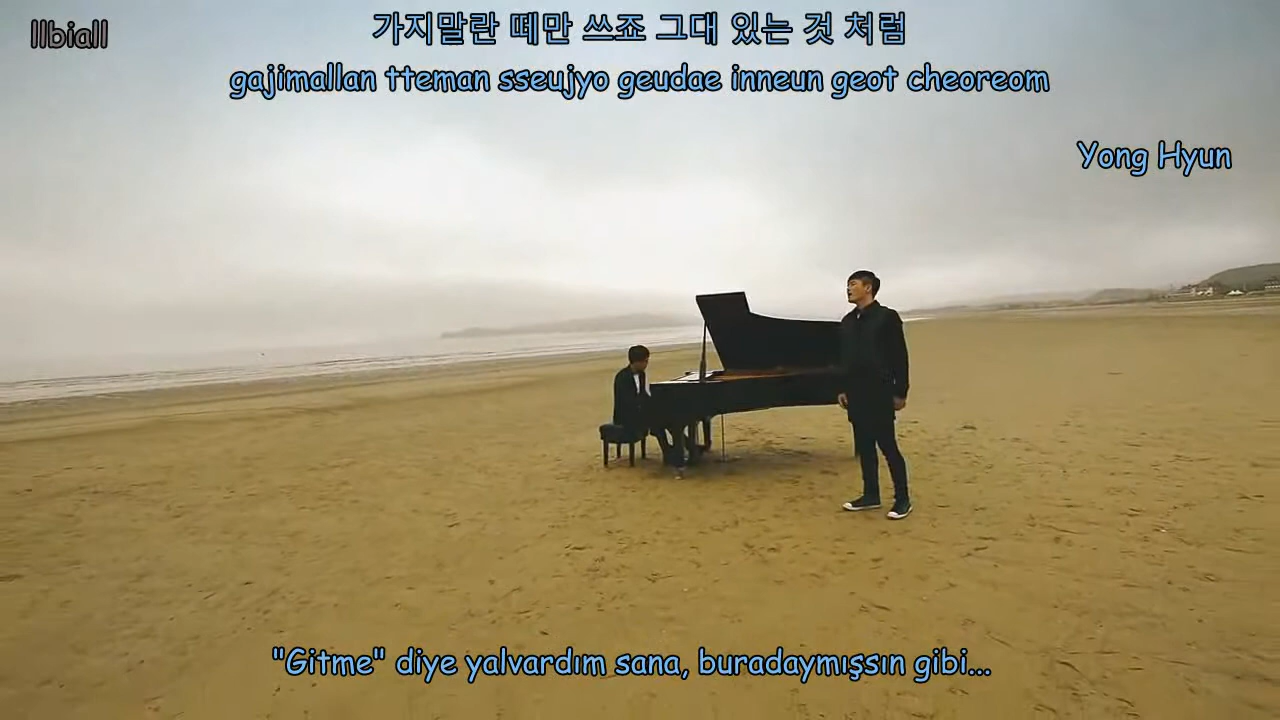 llbiall
가지말란 떼만 쓰죠 그대 있는 것 처럼
gajimallan tteman sseujyo geudae inneun geot cheoreom
Yong Hyun
"Gitme" diye yalvardım sana, buradaymışsın gibi...